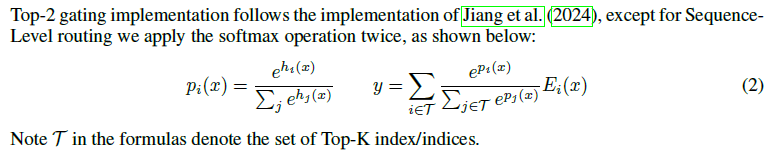 Top-2 gating implementation follows the implementation of Jiang et al. (2024), except for Sequence-
Level routing we apply the softmax operation twice, as shown below:
p_i(x) = e^{h_i(x)} / ∑_j e^{h_j(x)}    y = ∑_{i∈𝒯} e^{p_i(x)} / ∑_{j∈𝒯} e^{p_j(x)} E_i(x)    (2)
Note 𝒯 in the formulas denote the set of Top-K index/indices.